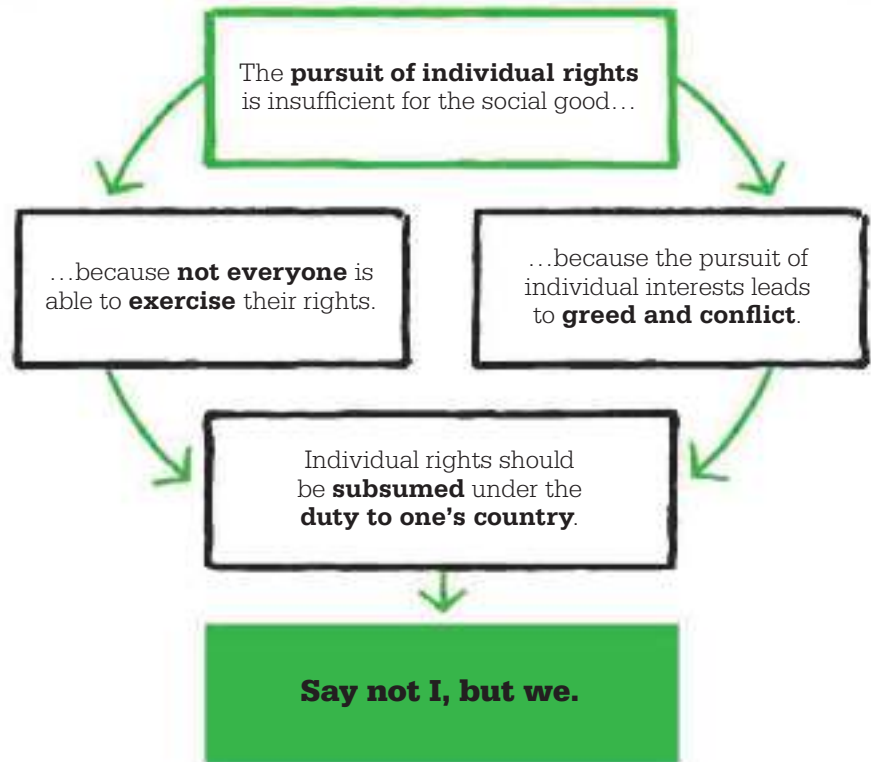 The pursuit of individual rights
is insufficient for the social good…
…because not everyone is
able to exercise their rights.
…because the pursuit of
individual interests leads
to greed and conflict.
Individual rights should
be subsumed under the
duty to one’s country.
Say not I, but we.